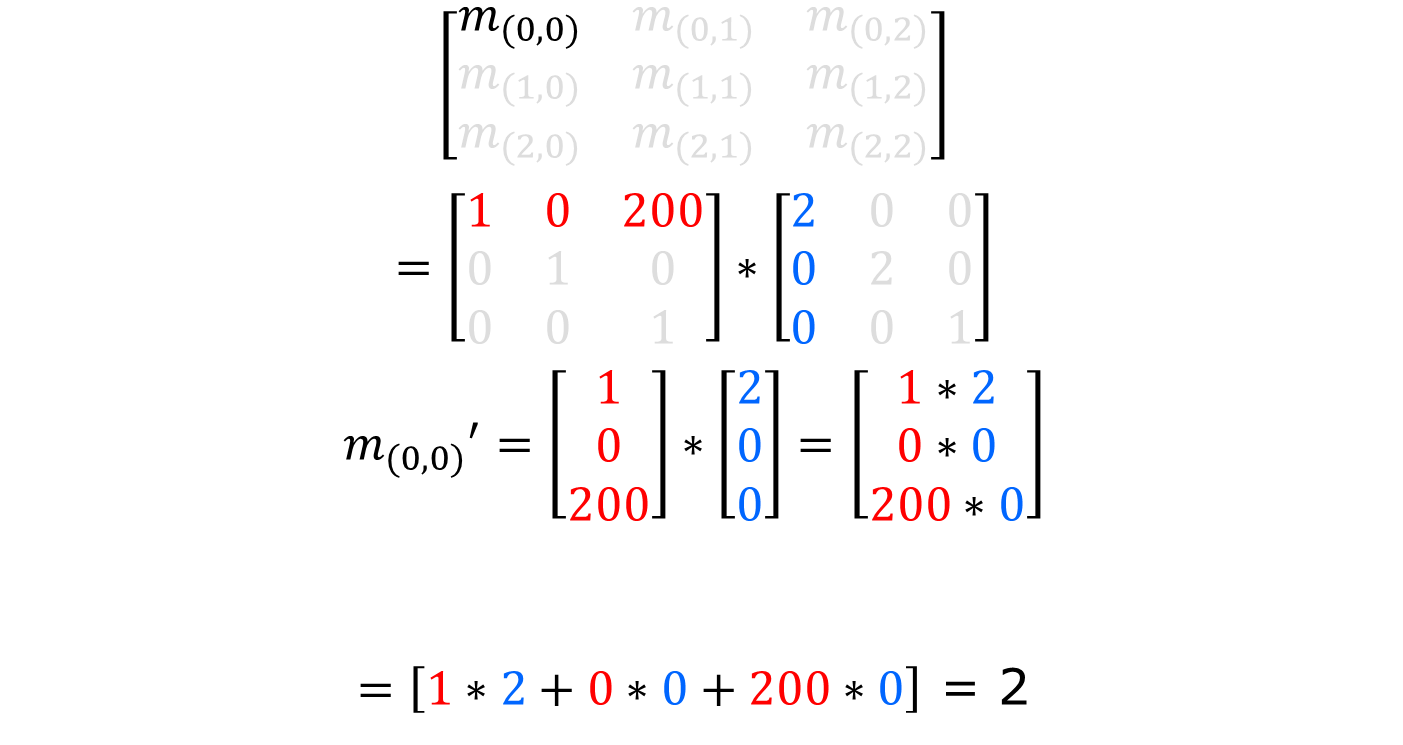 m(0,0) m(0,1) m(0,2)
m(1,0) m(1,1) m(1,2)
m(2,0) m(2,1) m(2,2)
= [1 0 200] * [2 0 0]
[0 1 0] [0 2 0]
[0 0 1] [0 0 1]
m(0,0)′ = [1] * [2] = [1 * 2]
[0] [0] [0 * 0]
[200] [0] [200 * 0]
= [1 * 2 + 0 * 0 + 200 * 0] = 2